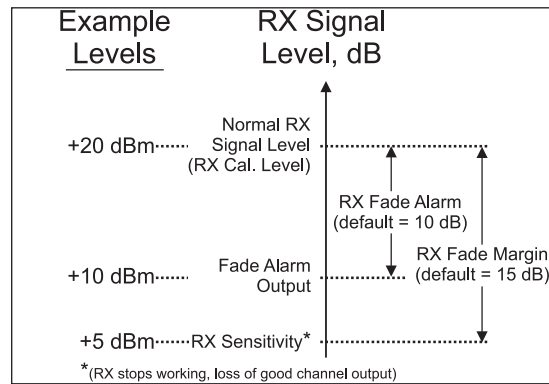 Example
Levels
RX Signal
Level, dB
+20 dBm
Normal RX
Signal Level
(RX Cal. Level)
RX Fade Alarm
(default = 10 dB)
RX Fade Margin
(default = 15 dB)
+10 dBm
Fade Alarm
Output
+5 dBm
RX Sensitivity*
*(RX stops working, loss of good channel output)